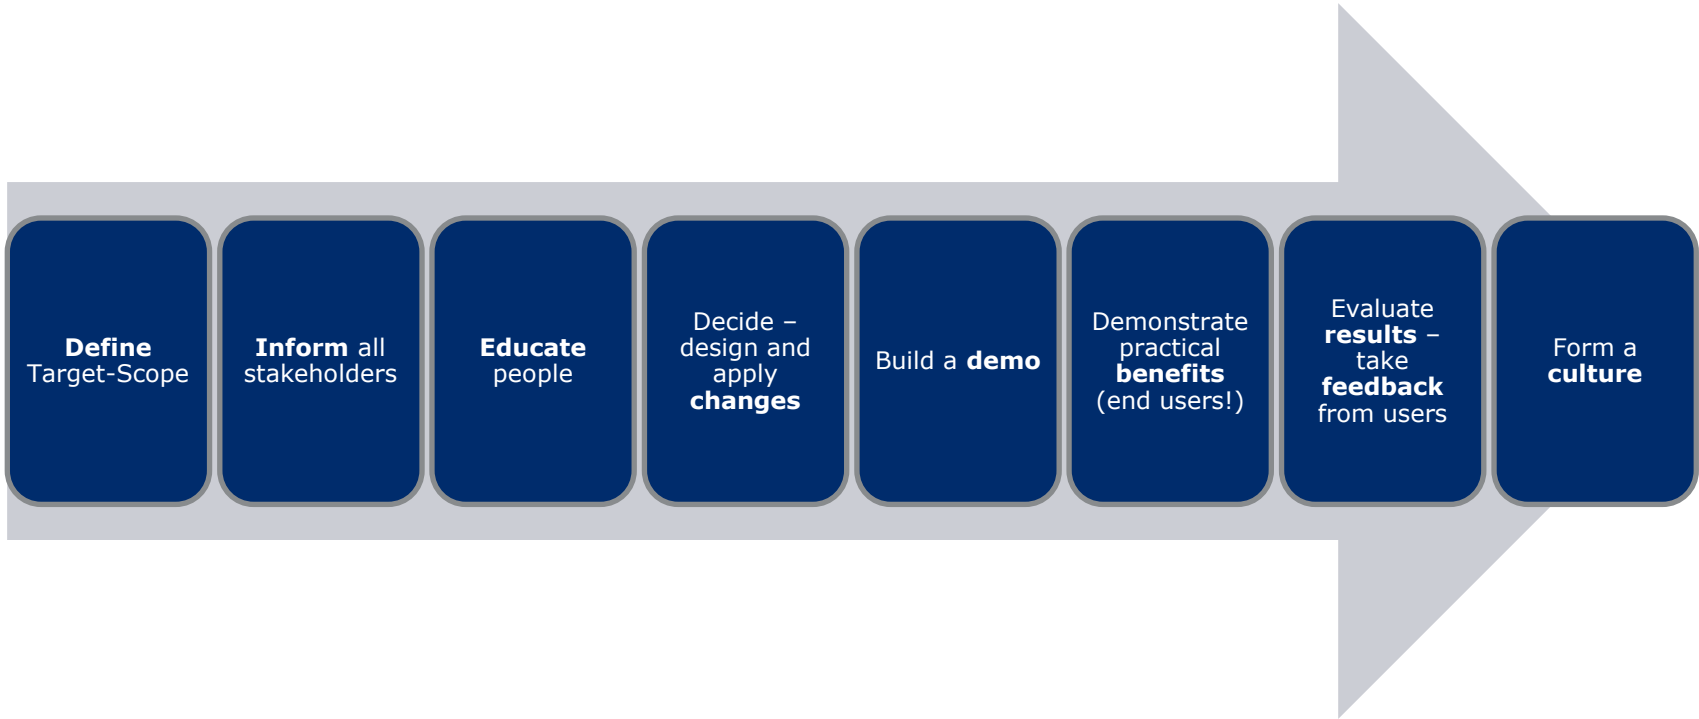 Define
Target-Scope
Inform all
stakeholders
Educate
people
Decide –
design and
apply
changes
Build a demo
Demonstrate
practical
benefits
(end users!)
Evaluate
results –
take
feedback
from users
Form a
culture